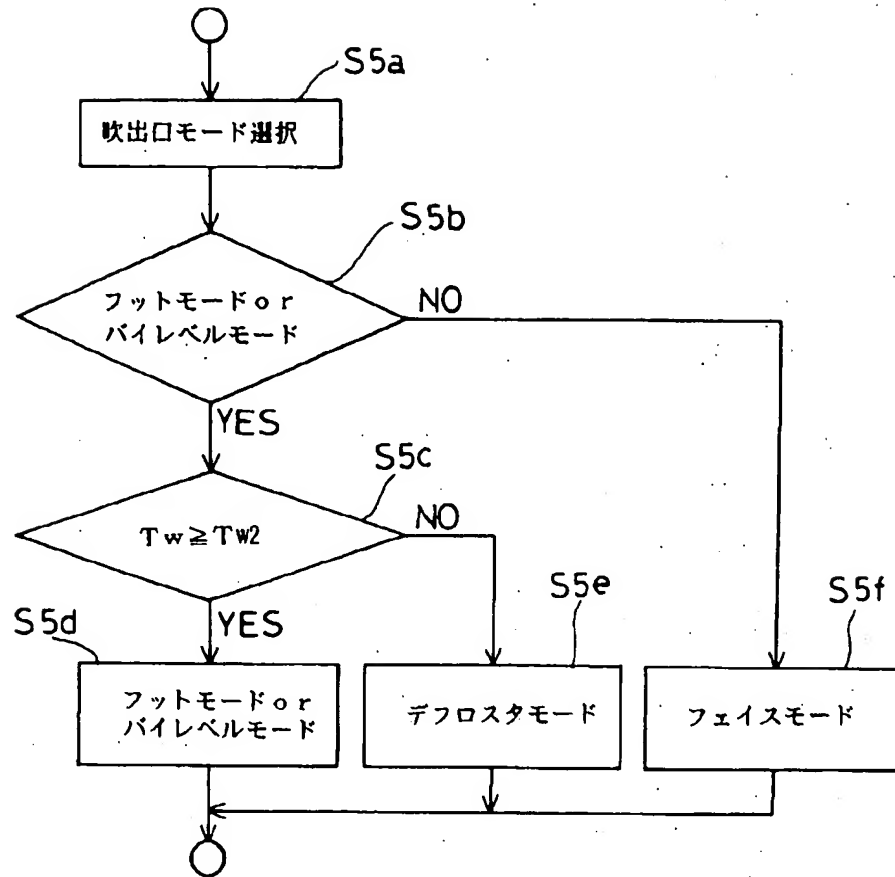 S5a
吹出口モード選択
S5b
フットモードor
バイレベルモード
NO
YES
S5c
Tw≧Tw2
NO
YES
S5d
フットモードor
バイレベルモード
S5e
デフロスタモード
S5f
フェイスモード